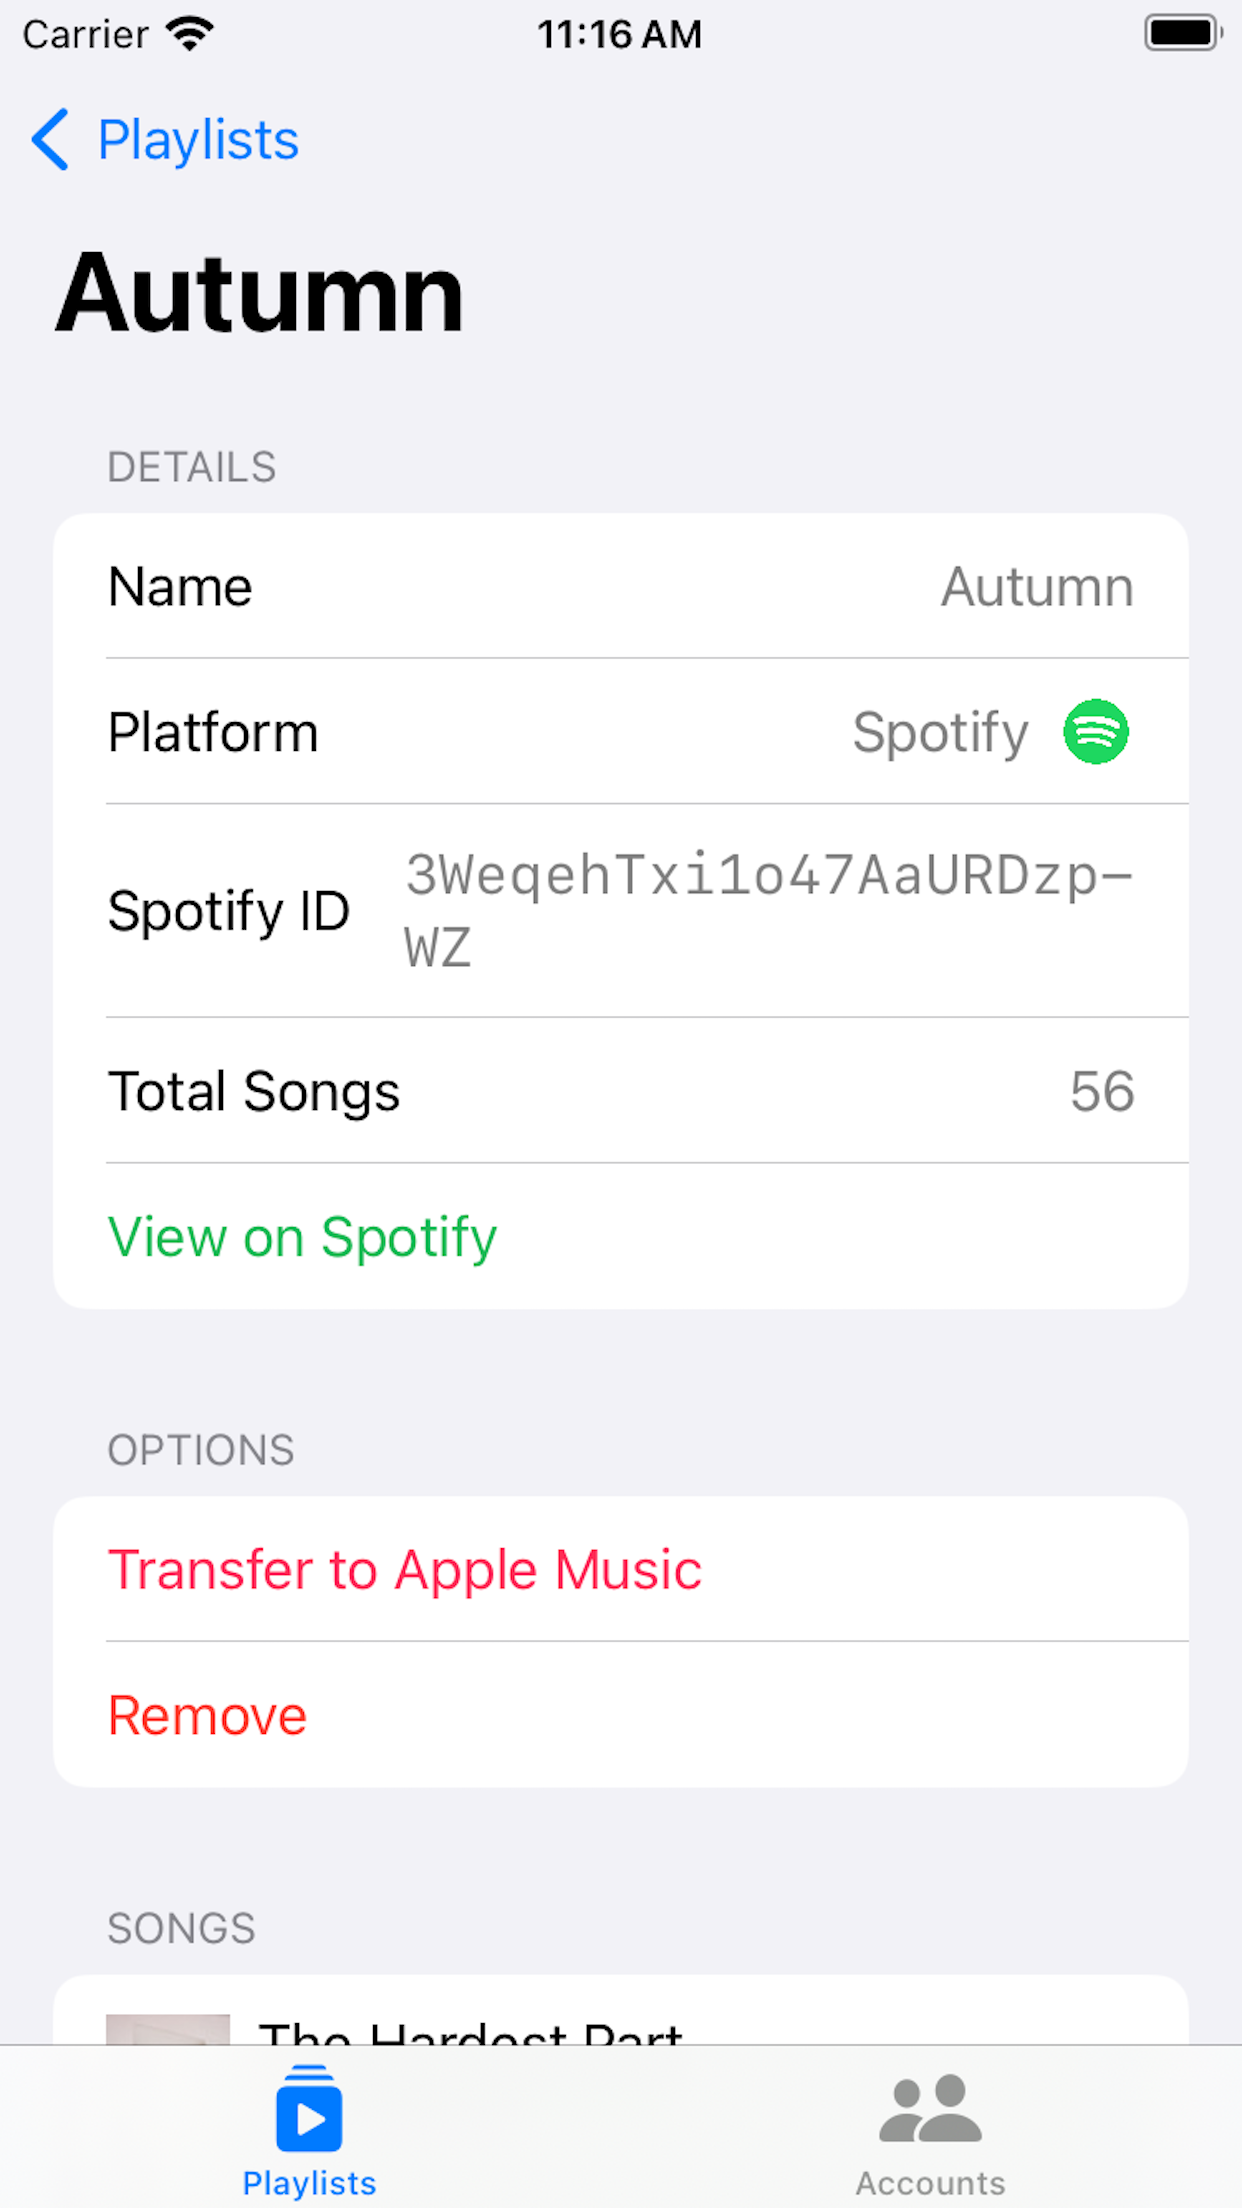 Carrier 11:16 AM
Playlists
Autumn
DETAILS
Name Autumn
Platform Spotify
Spotify ID 3WeqehTxi1o47AaURDzp-
WZ
Total Songs 56
View on Spotify
OPTIONS
Transfer to Apple Music
Remove
SONGS
The Hardest Part
Playlists Accounts